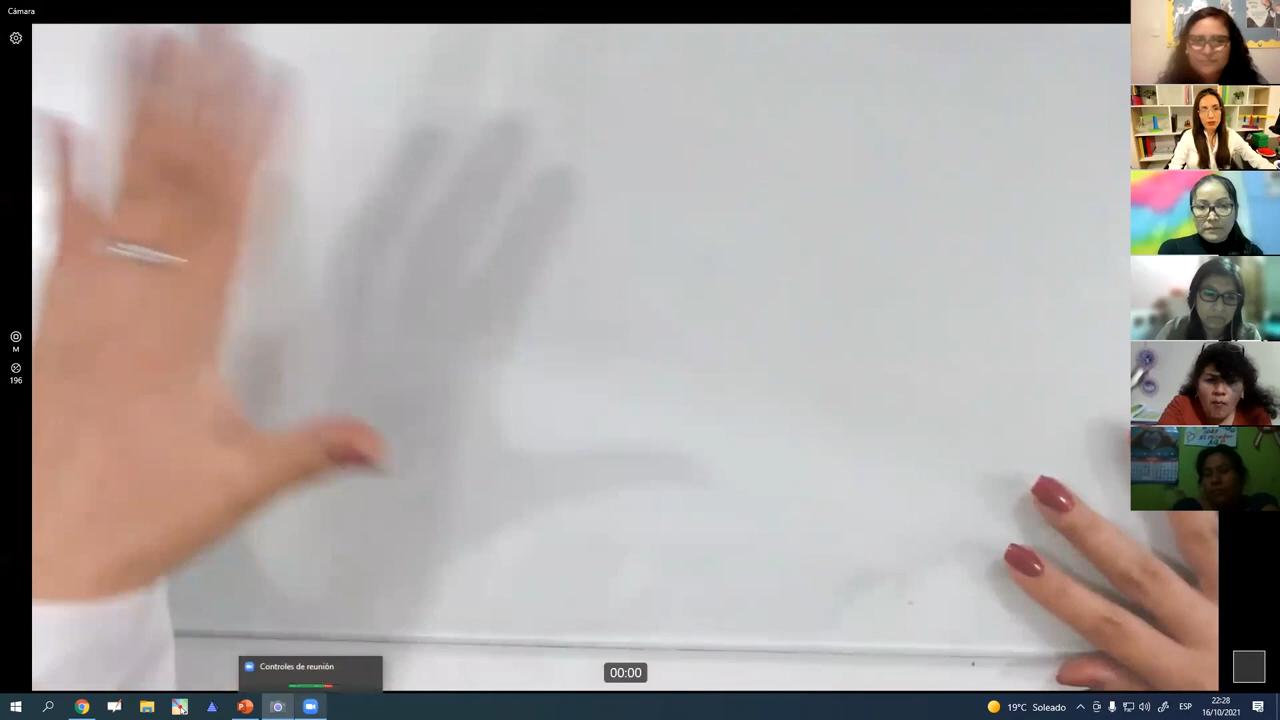 Cámara
M
196
Controles de reunión
00:00
19°C Soleado
ESP
22:28
16/10/2021